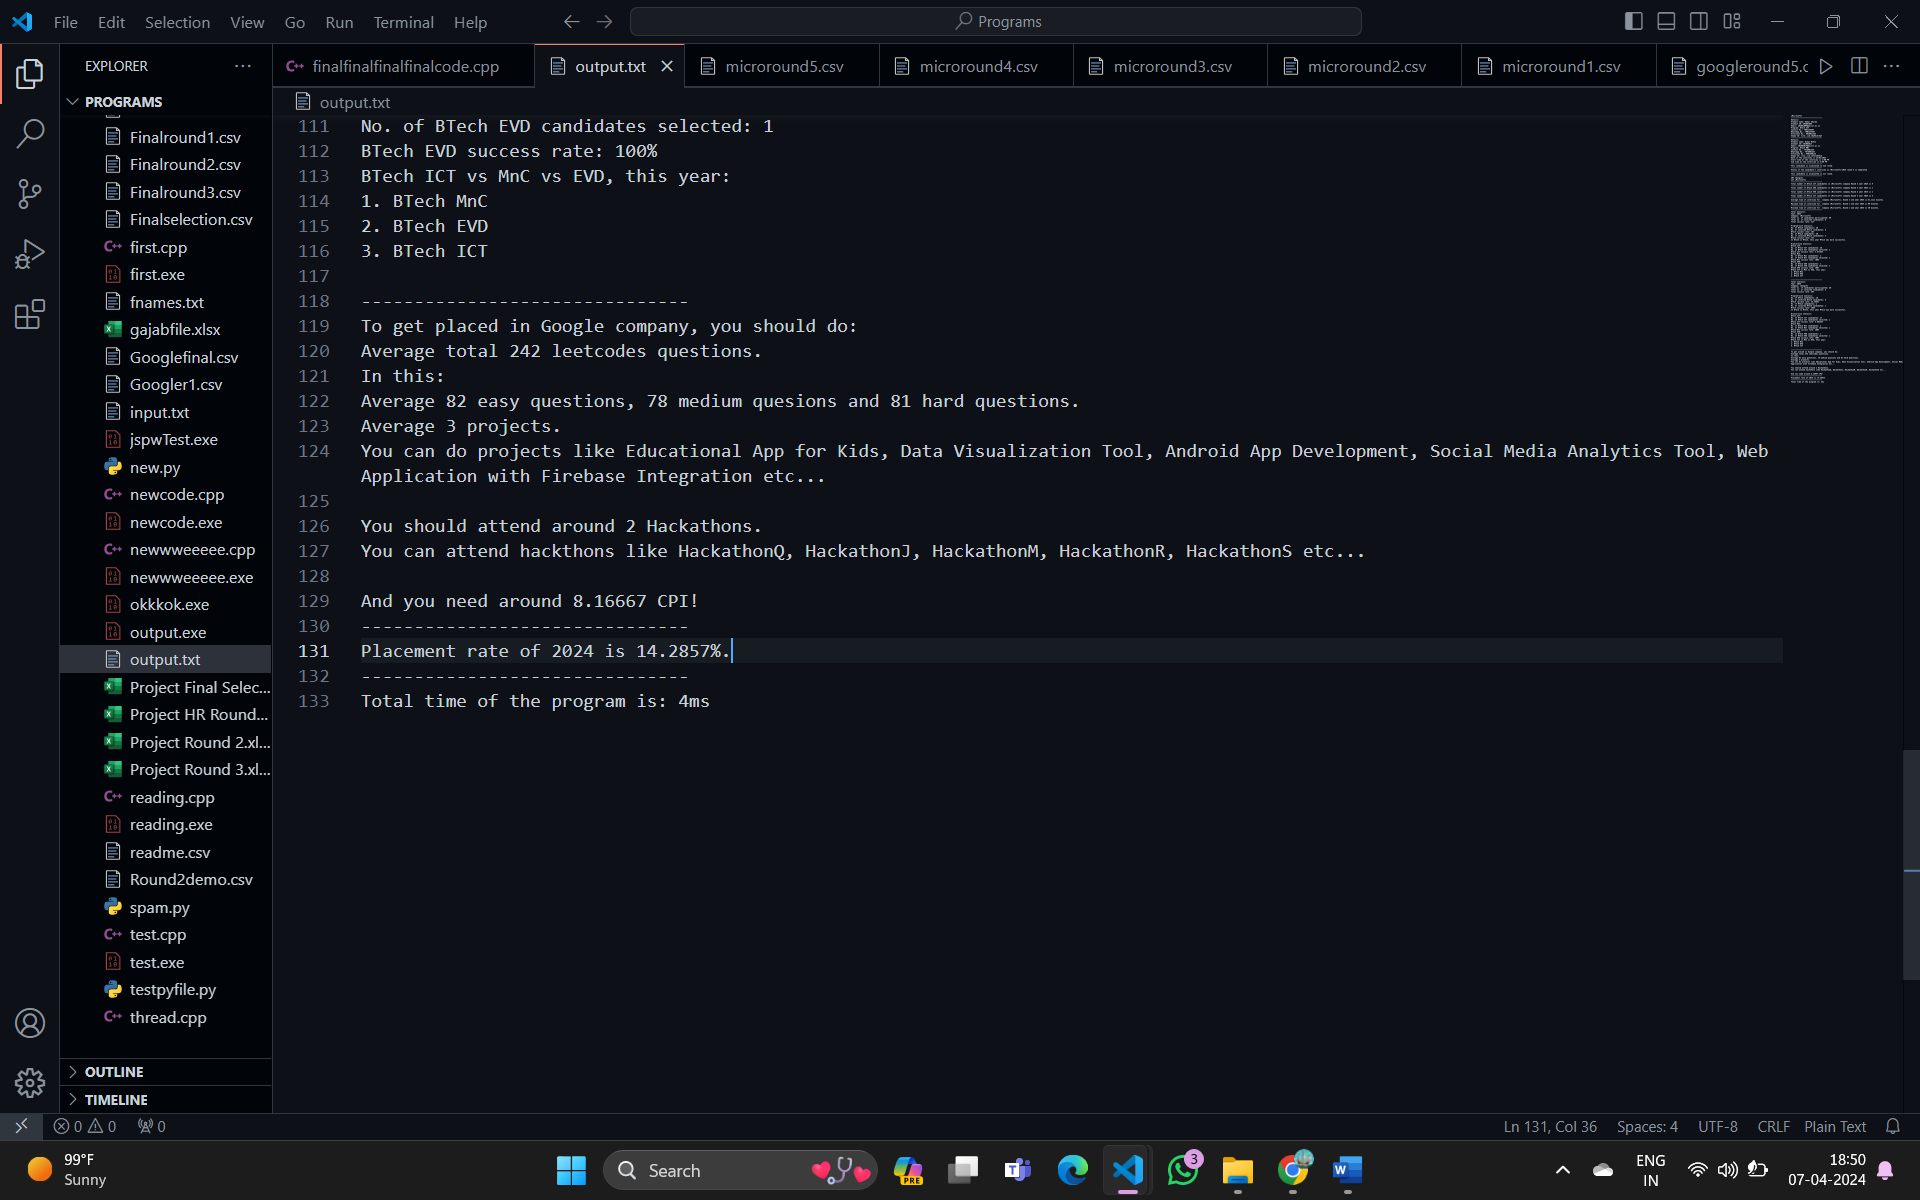 File Edit Selection View Go Run Terminal Help
Programs
EXPLORER
finalfinalfinalfinalcode.cpp
output.txt
microround5.csv
microround4.csv
microround3.csv
microround2.csv
microround1.csv
googleround5.c
PROGRAMS
output.txt
Finalround1.csv
Finalround2.csv
Finalround3.csv
Finalselection.csv
first.cpp
first.exe
fnames.txt
gajabfile.xlsx
Googlefinal.csv
Googler1.csv
input.txt
jspwTest.exe
new.py
newcode.cpp
newcode.exe
newwweeeee.cpp
newwweeeee.exe
okkkok.exe
output.exe
output.txt
Project Final Selec...
Project HR Round...
Project Round 2.xl...
Project Round 3.xl...
reading.cpp
reading.exe
readme.csv
Round2demo.csv
spam.py
test.cpp
test.exe
testpyfile.py
thread.cpp
OUTLINE
TIMELINE
111 No. of BTech EVD candidates selected: 1
112 BTech EVD success rate: 100%
113 BTech ICT vs MnC vs EVD, this year:
114 1. BTech MnC
115 2. BTech EVD
116 3. BTech ICT
117
118 -------------------------------
119 To get placed in Google company, you should do:
120 Average total 242 leetcodes questions.
121 In this:
122 Average 82 easy questions, 78 medium quesions and 81 hard questions.
123 Average 3 projects.
124 You can do projects like Educational App for Kids, Data Visualization Tool, Android App Development, Social Media Analytics Tool, Web
Application with Firebase Integration etc...
125
126 You should attend around 2 Hackathons.
127 You can attend hackthons like HackathonQ, HackathonJ, HackathonM, HackathonR, HackathonS etc...
128
129 And you need around 8.16667 CPI!
130 -------------------------------
131 Placement rate of 2024 is 14.2857%.
132 -------------------------------
133 Total time of the program is: 4ms
0 0 0
Ln 131, Col 36 Spaces: 4 UTF-8 CRLF Plain Text
99°F
Sunny
Search
PRE
3
ENG
IN
18:50
07-04-2024